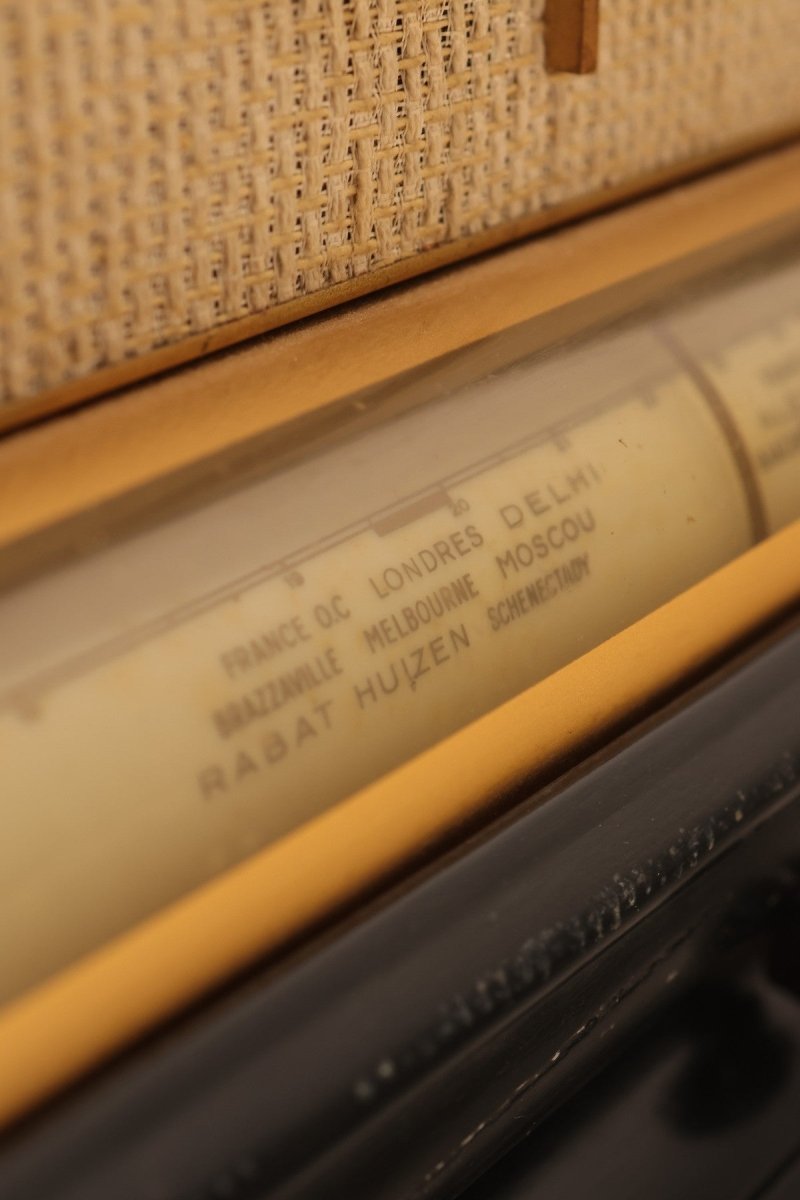 19 20
FRANCE O.C LONDRES DELHI
BRAZZAVILLE MELBOURNE MOSCOU
RABAT HUIZEN SCHENECTADY